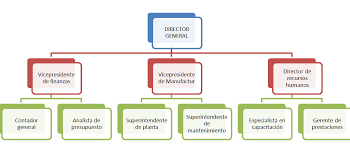 DIRECTOR
GENERAL
Vicepresidente
de finanzas
Vicepresidente
de Manufactur
Director de
recursos
humanos
Contador
general
Analista de
presupuesto
Superintendente
de planta
Superintendente
de
mantenimiento
Especialista en
capacitación
Gerente de
prestaciones